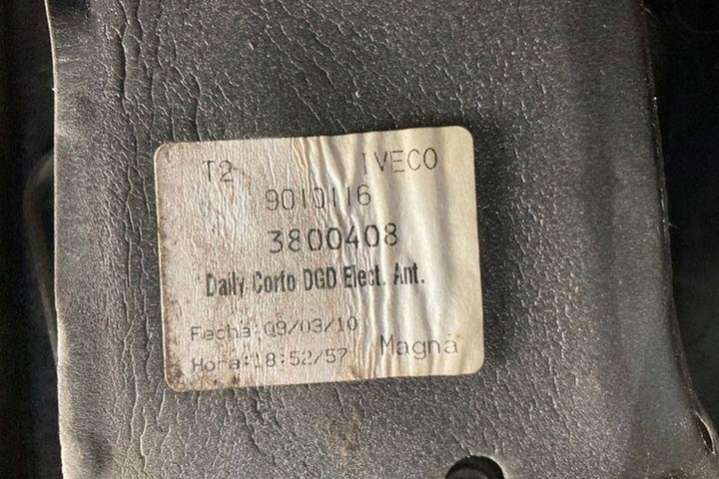 T2 IVECO
9010116
3800408
Daily Corto DGD Elect. Ant.
Fecha:09/03/10
Hora:18:52/57 Magna